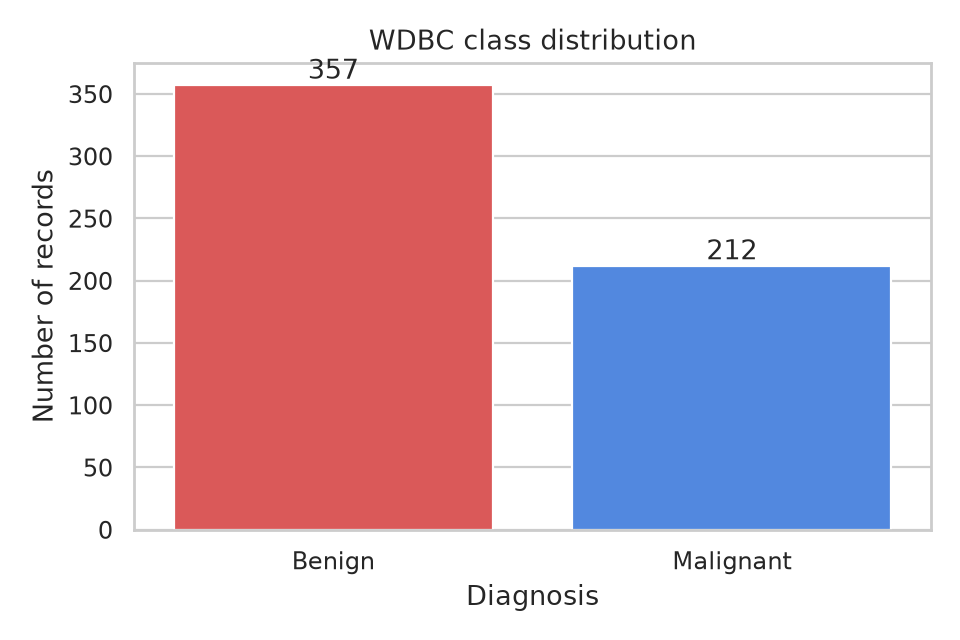 WDBC class distribution
357
212
Number of records
350
300
250
200
150
100
50
0
Benign
Malignant
Diagnosis